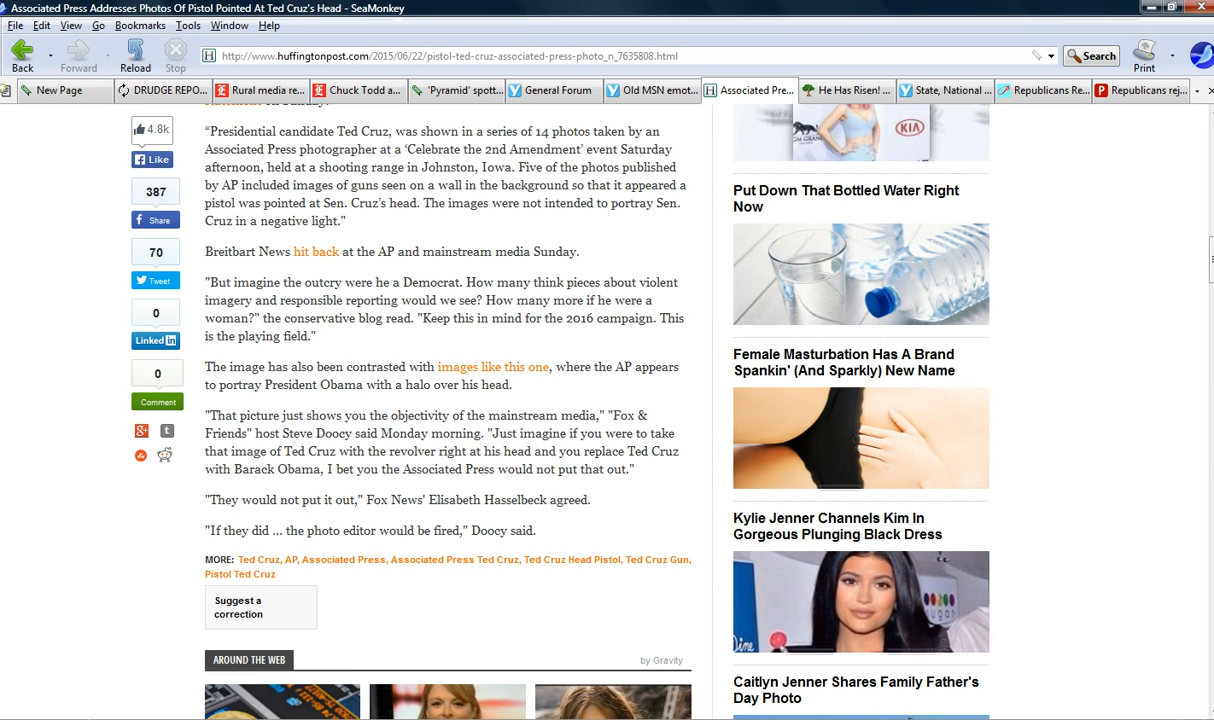 Associated Press Addresses Photos Of Pistol Pointed At Ted Cruz's Head - SeaMonkey
File Edit View Go Bookmarks Tools Window Help
http://www.huffingtonpost.com/2015/06/22/pistol-ted-cruz-associated-press-photo_n_7635808.html
Search
Back Forward Reload Stop Print
New Page DRUDGE REPO... Rural media re... Chuck Todd a... 'Pyramid' spott... General Forum Old MSN emot... Associated Pre... He Has Risen! ... State, National ... Republicans Re... Republicans rej...
4.8k
Like
387
Share
70
Tweet
0
Linked in
0
Comment
“Presidential candidate Ted Cruz, was shown in a series of 14 photos taken by an
Associated Press photographer at a ‘Celebrate the 2nd Amendment’ event Saturday
afternoon, held at a shooting range in Johnston, Iowa. Five of the photos published
by AP included images of guns seen on a wall in the background so that it appeared a
pistol was pointed at Sen. Cruz’s head. The images were not intended to portray Sen.
Cruz in a negative light."
Breitbart News hit back at the AP and mainstream media Sunday.
"But imagine the outcry were he a Democrat. How many think pieces about violent
imagery and responsible reporting would we see? How many more if he were a
woman?" the conservative blog read. "Keep this in mind for the 2016 campaign. This
is the playing field."
The image has also been contrasted with images like this one, where the AP appears
to portray President Obama with a halo over his head.
"That picture just shows you the objectivity of the mainstream media," "Fox &
Friends" host Steve Doocy said Monday morning. "Just imagine if you were to take
that image of Ted Cruz with the revolver right at his head and you replace Ted Cruz
with Barack Obama, I bet you the Associated Press would not put that out."
"They would not put it out," Fox News' Elisabeth Hasselbeck agreed.
"If they did ... the photo editor would be fired," Doocy said.
MORE: Ted Cruz, AP, Associated Press, Associated Press Ted Cruz, Ted Cruz Head Pistol, Ted Cruz Gun,
Pistol Ted Cruz
Suggest a
correction
AROUND THE WEB
by Gravity
KIA
Put Down That Bottled Water Right
Now
Female Masturbation Has A Brand
Spankin' (And Sparkly) New Name
Kylie Jenner Channels Kim In
Gorgeous Plunging Black Dress
sugar
Caitlyn Jenner Shares Family Father's
Day Photo